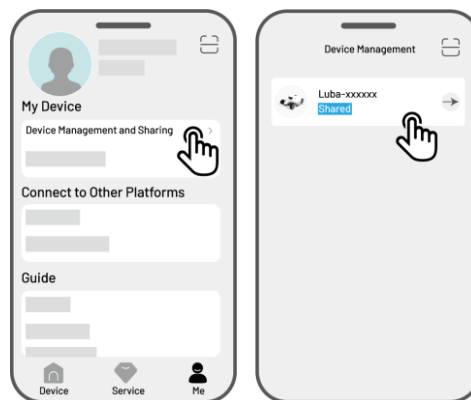 My Device
Device Management and Sharing
Connect to Other Platforms
Guide
Device
Service
Me
Device Management
Luba-xxxxxx
Shared